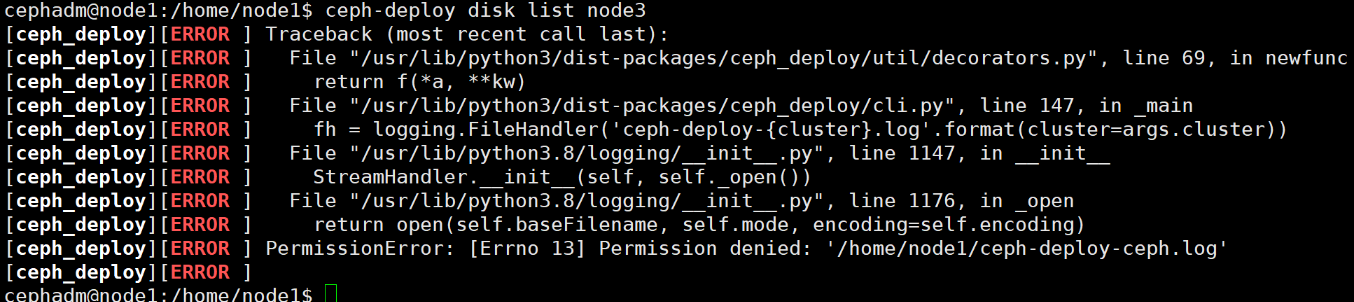 cephadm@node1:/home/node1$ ceph-deploy disk list node3
[ceph_deploy][ERROR ] Traceback (most recent call last):
[ceph_deploy][ERROR ]   File "/usr/lib/python3/dist-packages/ceph_deploy/util/decorators.py", line 69, in newfunc
[ceph_deploy][ERROR ]     return f(*a, **kw)
[ceph_deploy][ERROR ]   File "/usr/lib/python3/dist-packages/ceph_deploy/cli.py", line 147, in _main
[ceph_deploy][ERROR ]     fh = logging.FileHandler('ceph-deploy-{cluster}.log'.format(cluster=args.cluster))
[ceph_deploy][ERROR ]   File "/usr/lib/python3.8/logging/__init__.py", line 1147, in __init__
[ceph_deploy][ERROR ]     StreamHandler.__init__(self, self._open())
[ceph_deploy][ERROR ]   File "/usr/lib/python3.8/logging/__init__.py", line 1176, in _open
[ceph_deploy][ERROR ]     return open(self.baseFilename, self.mode, encoding=self.encoding)
[ceph_deploy][ERROR ] PermissionError: [Errno 13] Permission denied: '/home/node1/ceph-deploy-ceph.log'
[ceph_deploy][ERROR ]
cephadm@node1:/home/node1$